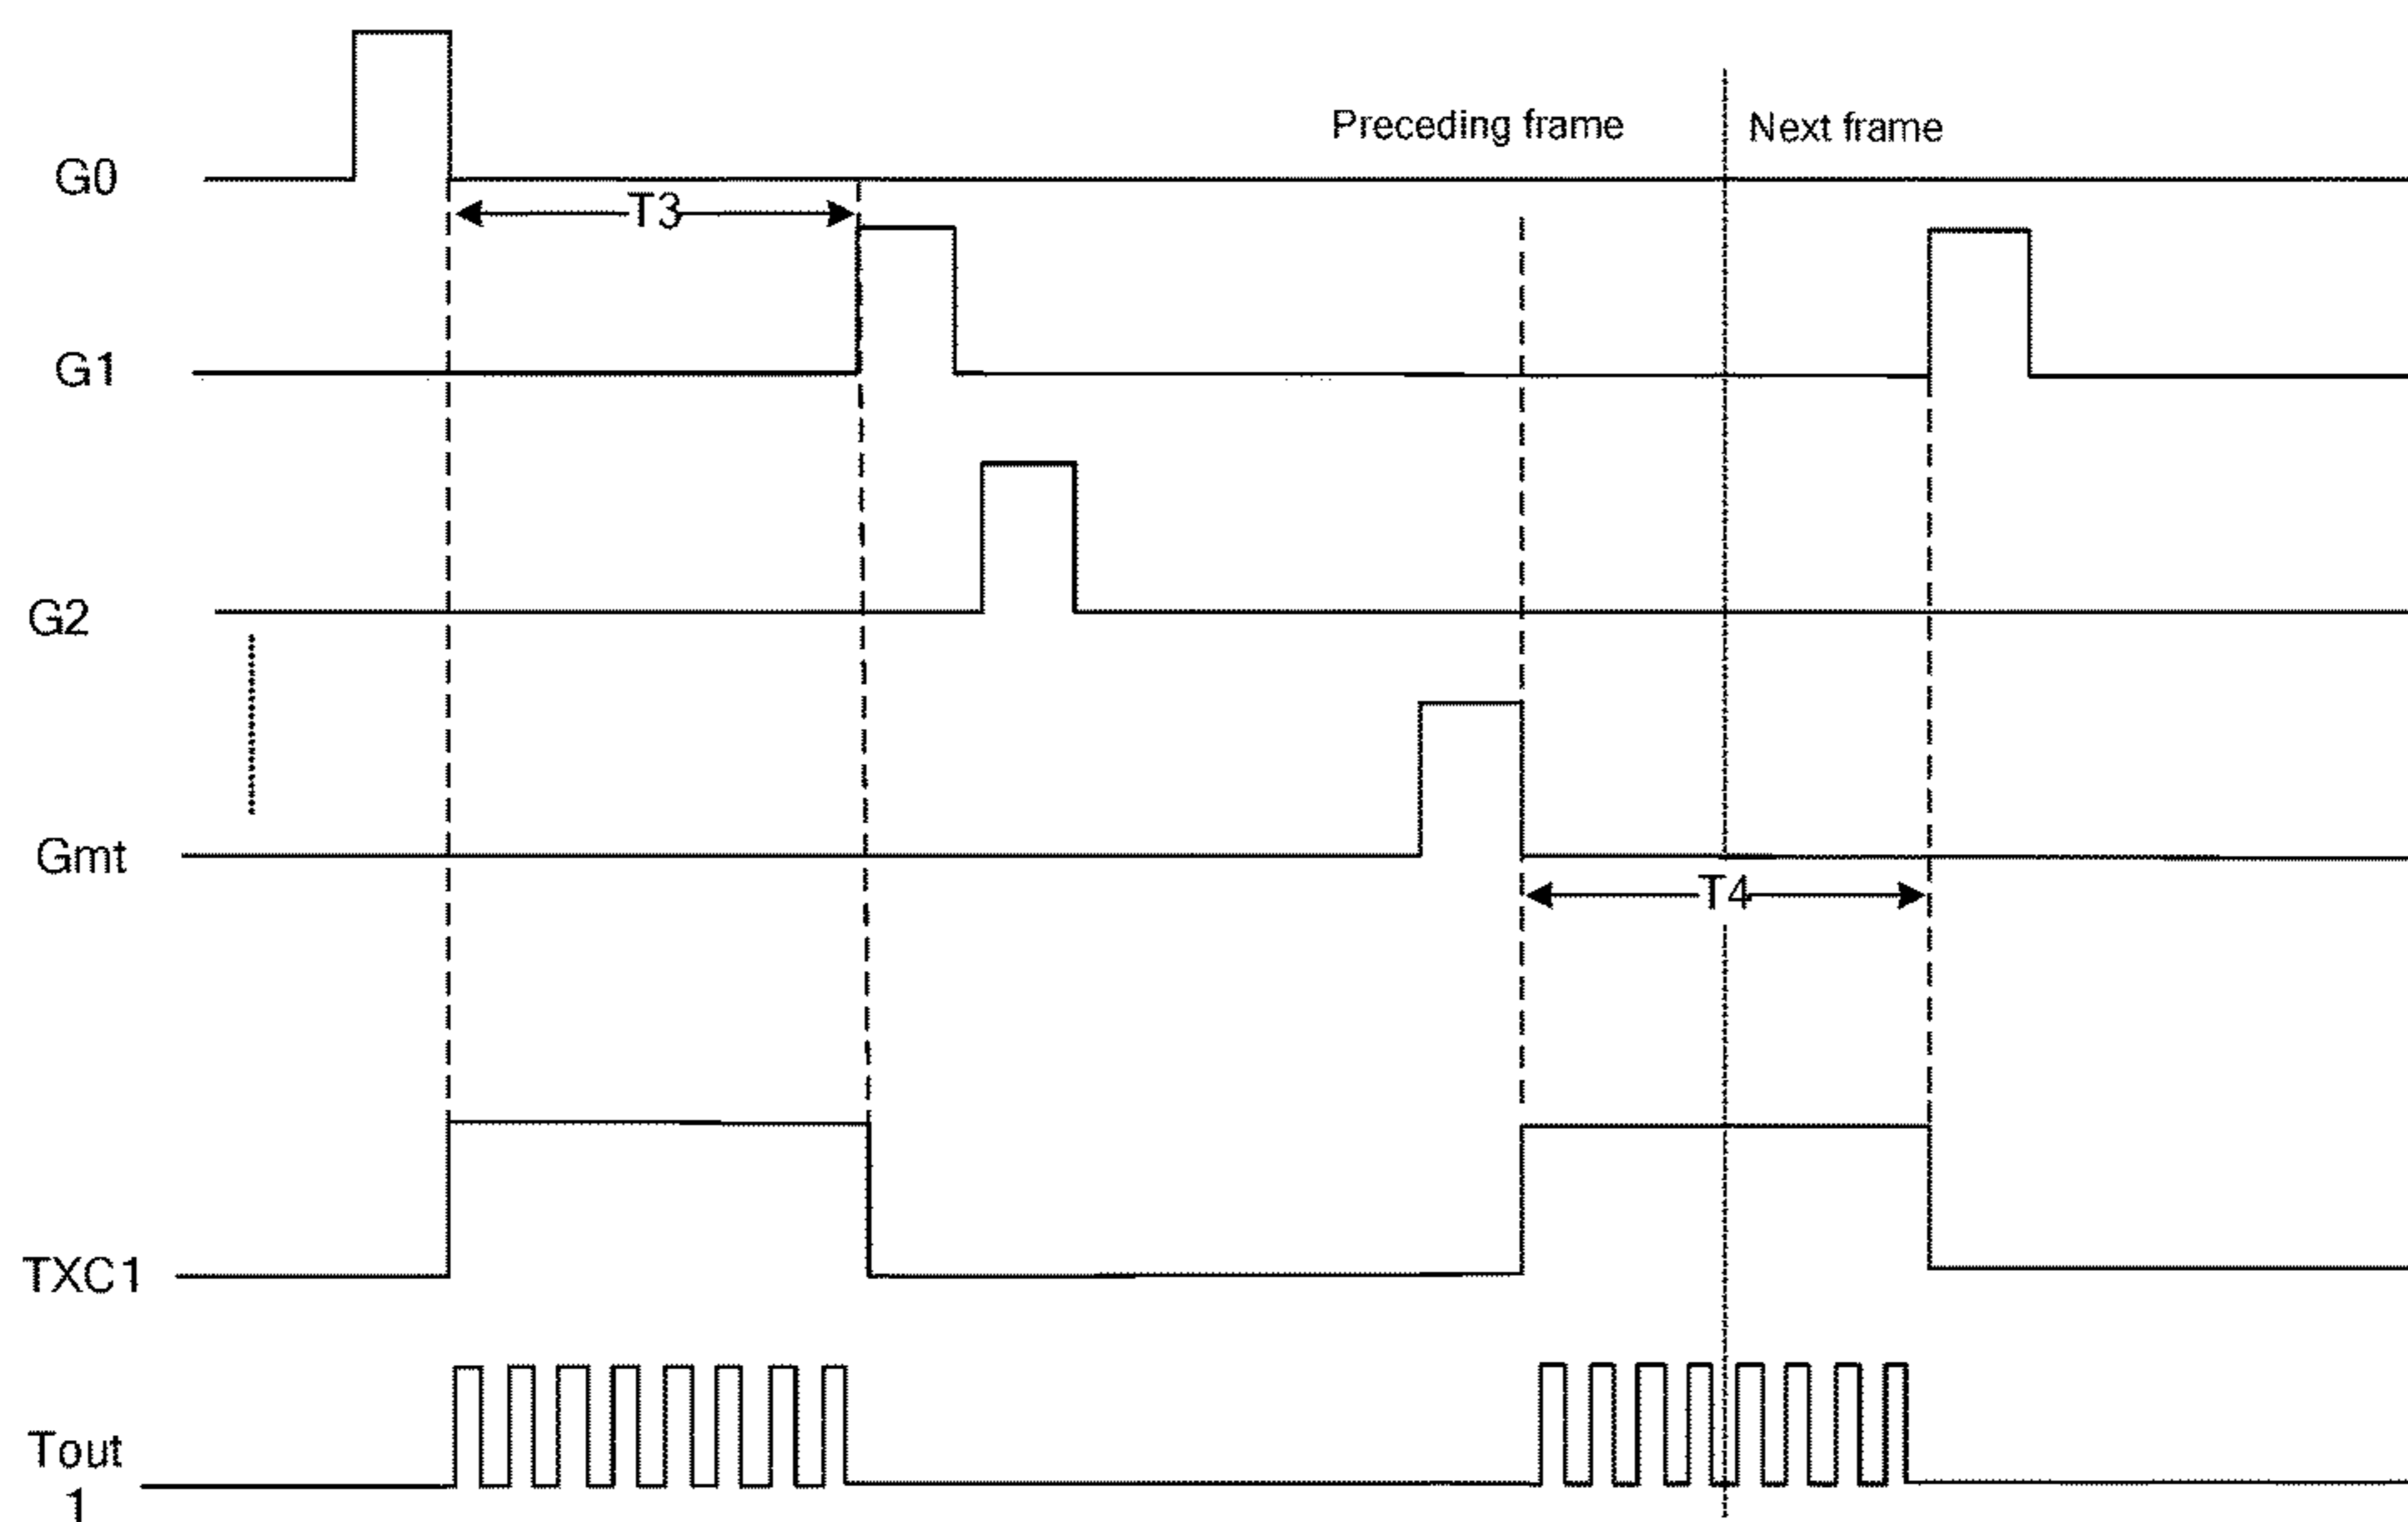 Preceding frame
Next frame
G0
T3
G1
G2
Gmt
T4
TXC1
Tout
1